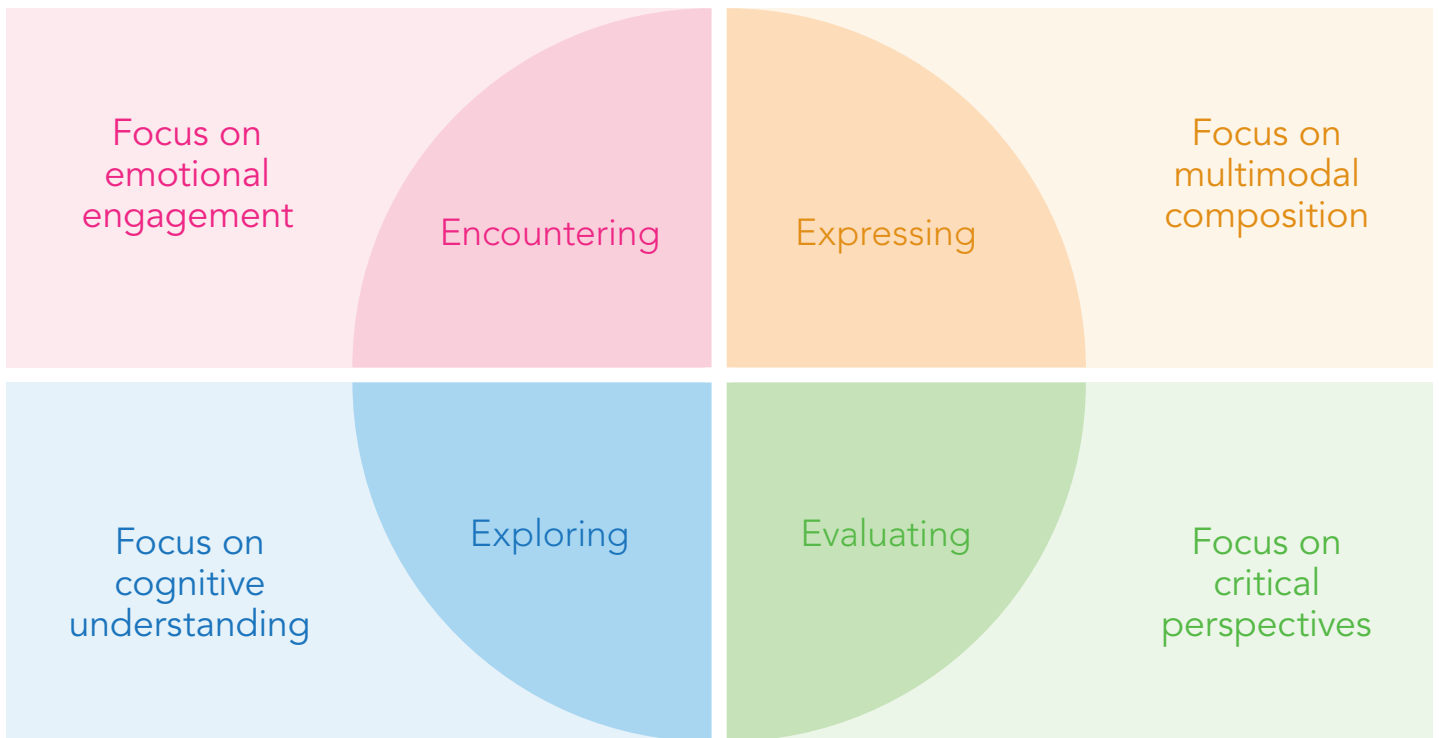 Focus on
emotional
engagement
Encountering
Expressing
Focus on
multimodal
composition
Focus on
cognitive
understanding
Exploring
Evaluating
Focus on
critical
perspectives